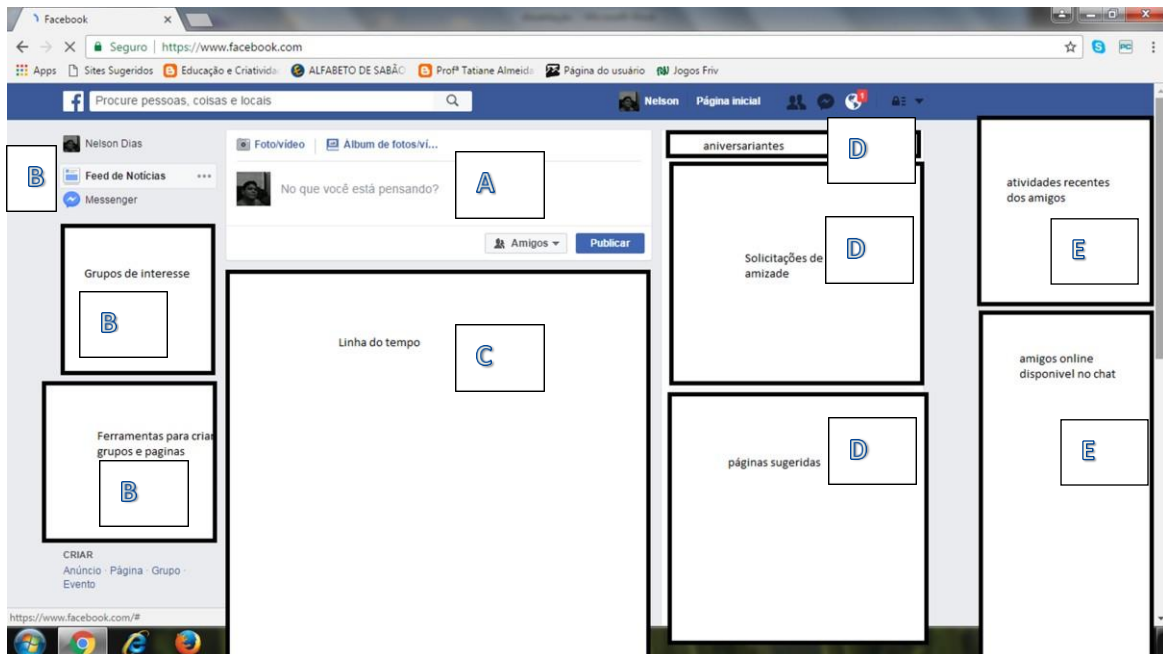 Facebook
Seguro | https://www.facebook.com
Apps Sites Sugeridos Educação e Criativida ALFABETO DE SABÃO Profª Tatiane Almeida Página do usuário Jogos Friv
Procure pessoas, coisas e locais
Nelson Página inicial
1
Nelson Dias
B
Feed de Notícias
Messenger
Grupos de interesse
B
Ferramentas para criar
grupos e paginas
B
CRIAR
Anúncio · Página · Grupo ·
Evento
https://www.facebook.com/#
Foto/vídeo Álbum de fotos/ví...
No que você está pensando?
A
Amigos Publicar
Linha do tempo
C
aniversariantes
D
Solicitações de
amizade
D
páginas sugeridas
D
atividades recentes
dos amigos
E
amigos online
disponivel no chat
E